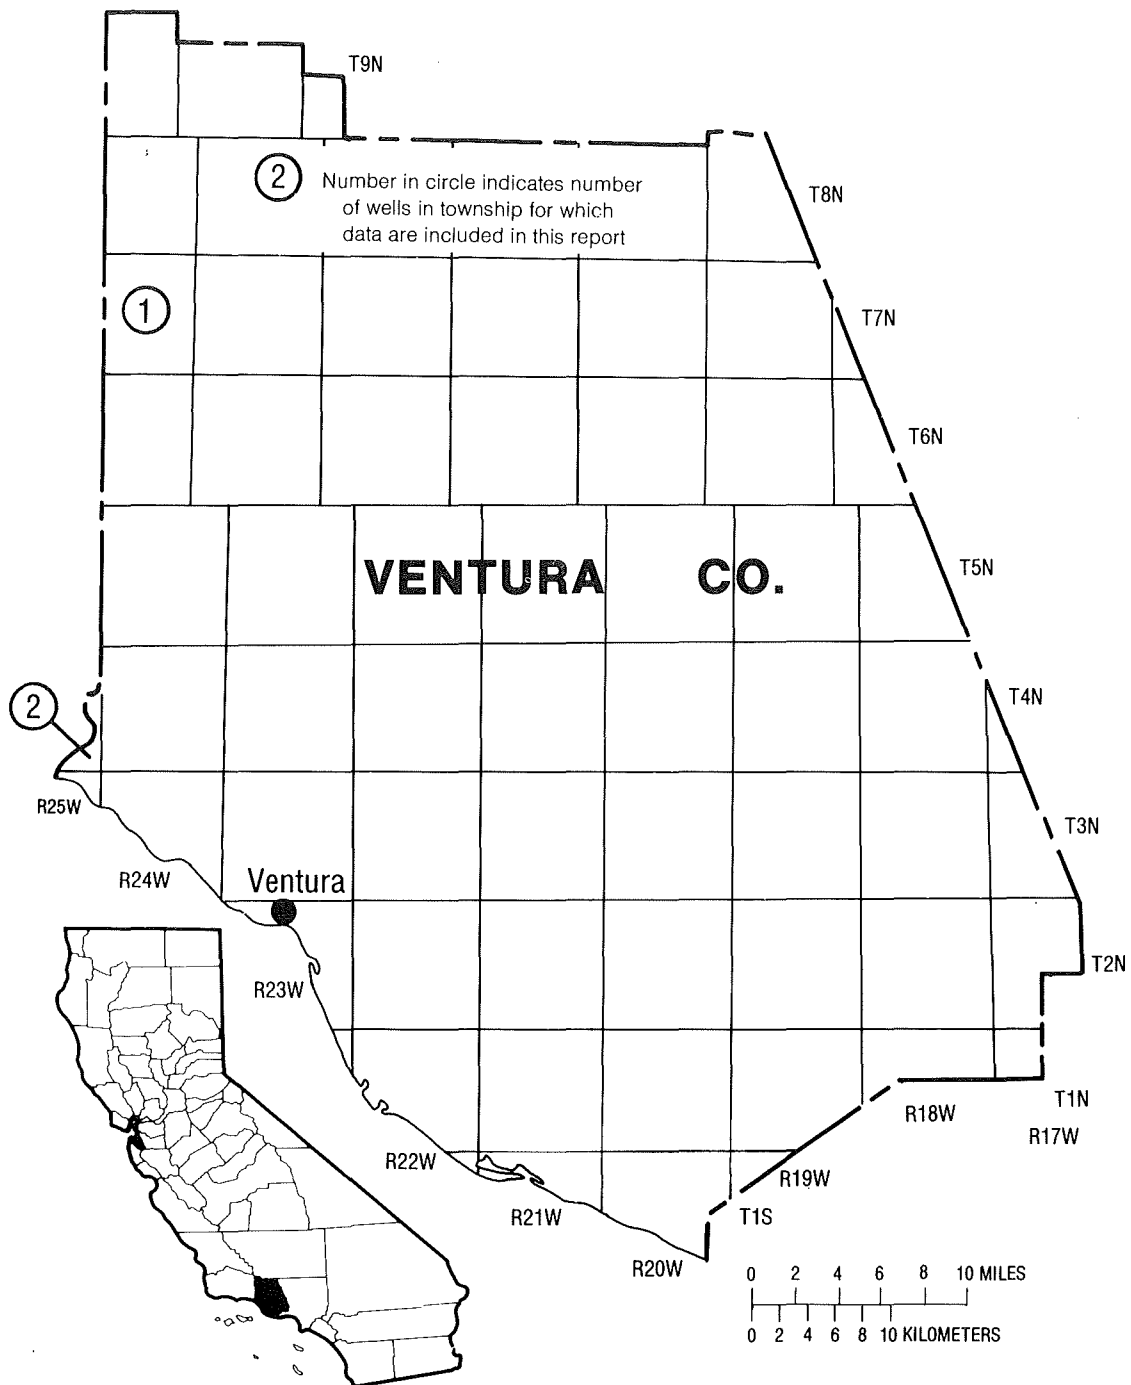 T9N
2
Number in circle indicates number
of wells in township for which
data are included in this report
T8N
1
T7N
T6N
VENTURA CO.
T5N
2
T4N
R25W
T3N
R24W
Ventura
R23W
T2N
R18W
T1N
R17W
R22W
R19W
R21W
T1S
R20W
0 2 4 6 8 10 MILES
0 2 4 6 8 10 KILOMETERS